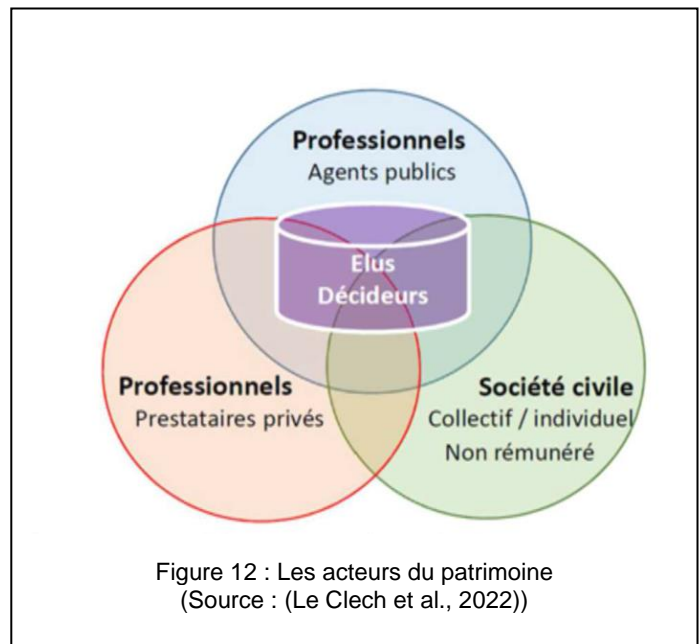 Professionnels
Agents publics
Elus
Décideurs
Professionnels
Prestataires privés
Société civile
Collectif / individuel
Non rémunéré
Figure 12 : Les acteurs du patrimoine
(Source : (Le Clech et al., 2022))